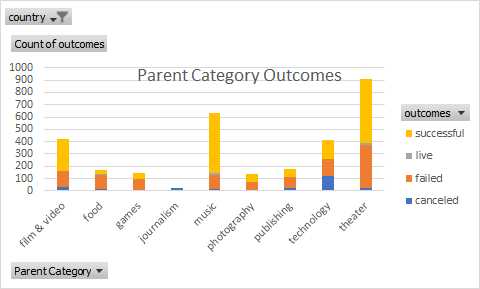 country
Count of outcomes
Parent Category Outcomes
1000
900
800
700
600
500
400
300
200
100
0
film & video
food
games
journalism
music
photography
publishing
technology
theater
outcomes
successful
live
failed
canceled
Parent Category